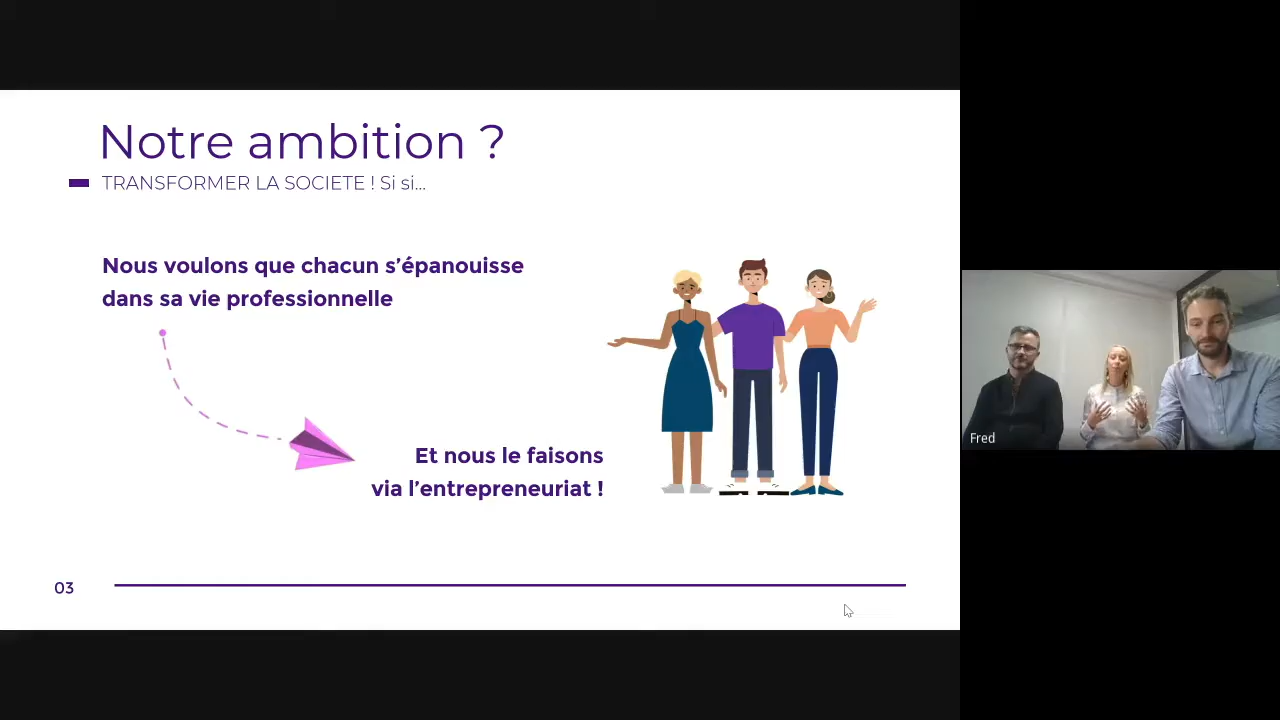 Notre ambition ?
TRANSFORMER LA SOCIETE ! Si si...
Nous voulons que chacun s’épanouisse
dans sa vie professionnelle
Et nous le faisons
via l’entrepreneuriat !
03
Fred